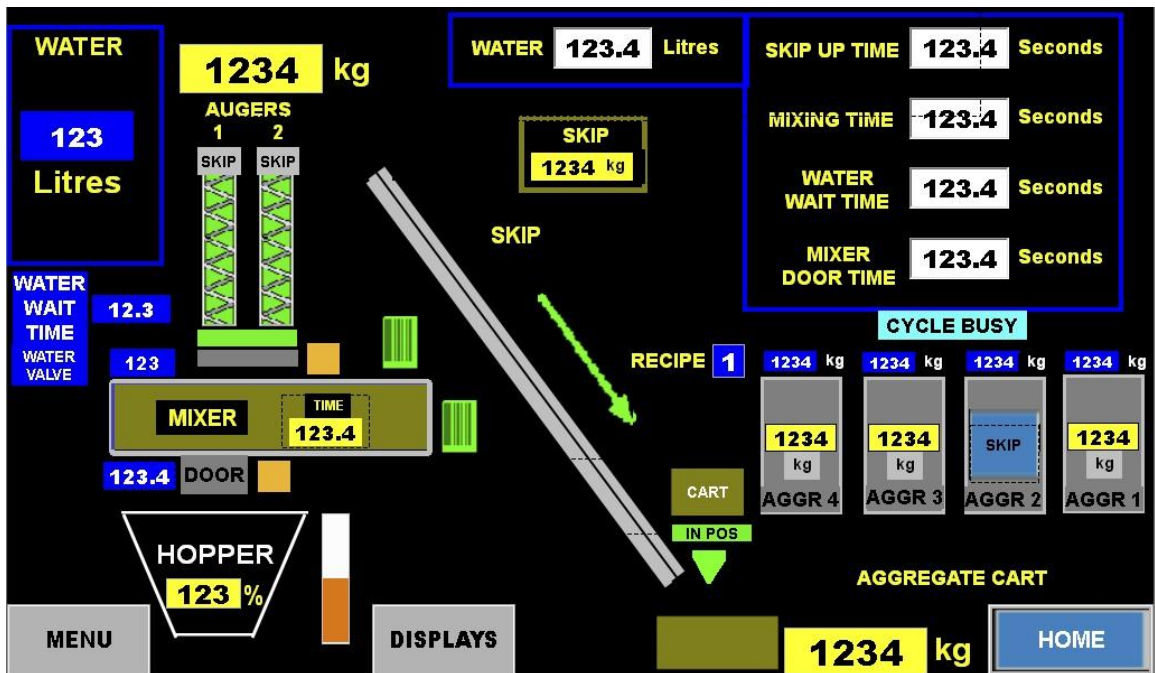 WATER
123
Litres
1234 kg
AUGERS
1 2
SKIP SKIP
WATER 123.4 Litres
SKIP UP TIME 123.4 Seconds
MIXING TIME 123.4 Seconds
WATER
WAIT TIME 123.4 Seconds
MIXER
DOOR TIME 123.4 Seconds
SKIP
1234 kg
SKIP
WATER
WAIT
TIME
12.3
WATER
VALVE
123
MIXER
TIME
123.4
123.4 DOOR
HOPPER
123 %
CYCLE BUSY
RECIPE 1
1234 kg 1234 kg 1234 kg 1234 kg
1234 1234 SKIP 1234
kg kg kg
AGGR 4 AGGR 3 AGGR 2 AGGR 1
CART
IN POS
AGGREGATE CART
MENU
DISPLAYS
1234 kg
HOME